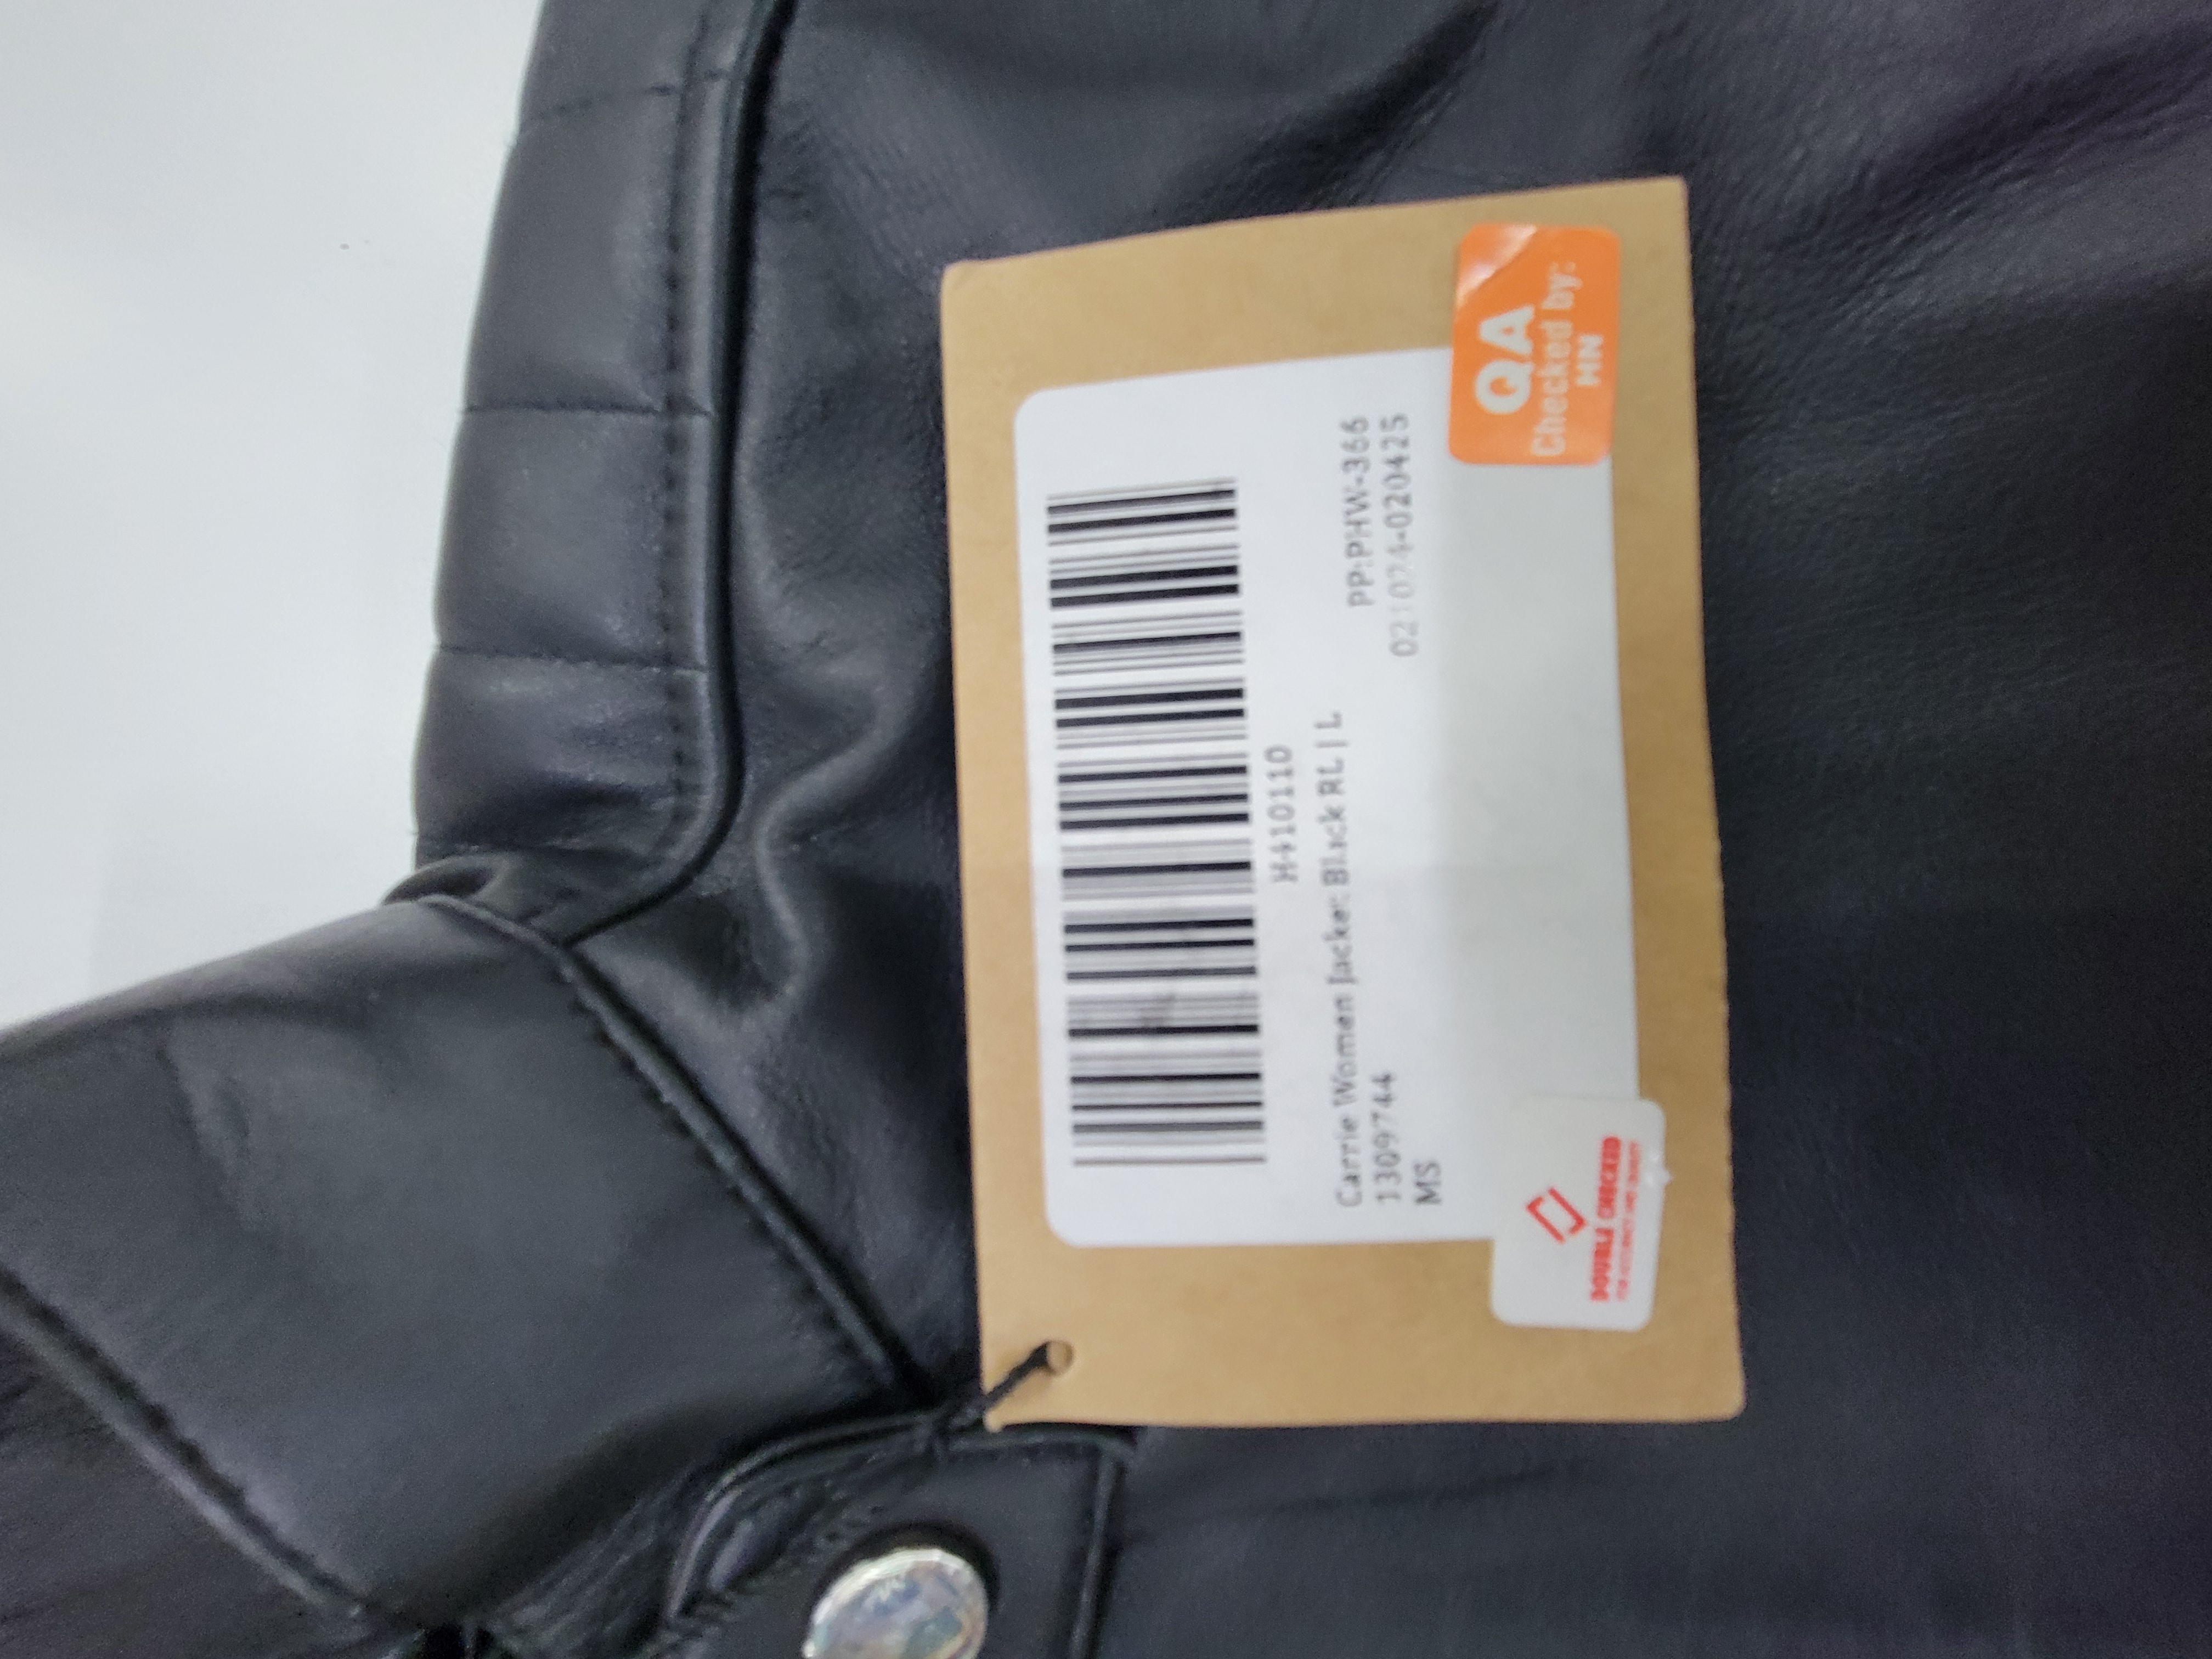 H410110
Carrie Women Jacket Black RL | L
1309744
MS
PP:PHW-366
021074-020425
QA
Checked by:
MN
DOUBLE CHECKED